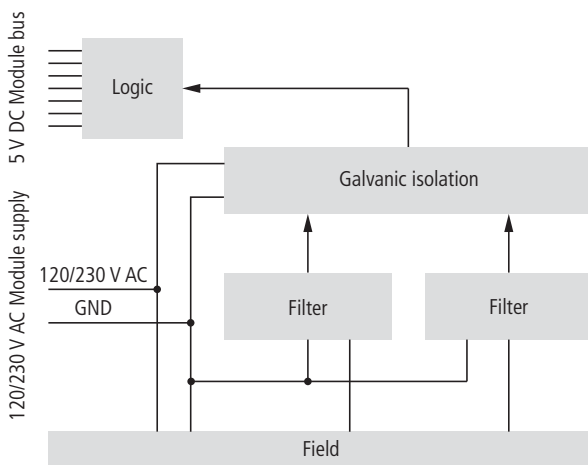 5 V DC Module bus
Logic
Galvanic isolation
120/230 V AC Module supply
120/230 V AC
GND
Filter
Filter
Field